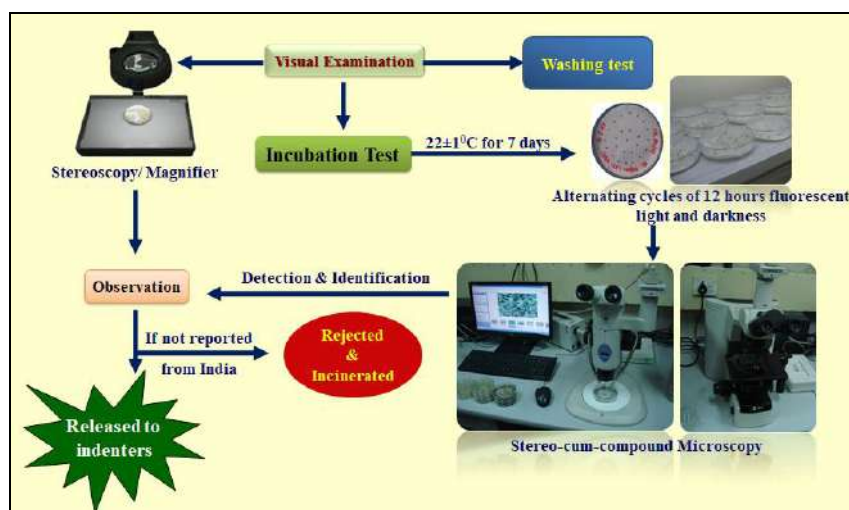 Visual Examination
Washing test
Stereoscopy/ Magnifier
Incubation Test
22±1⁰C for 7 days
Alternating cycles of 12 hours fluorescent
light and darkness
Observation
Detection & Identification
If not reported
from India
Rejected
&
Incinerated
Released to
indenters
Stereo-cum-compound Microscopy